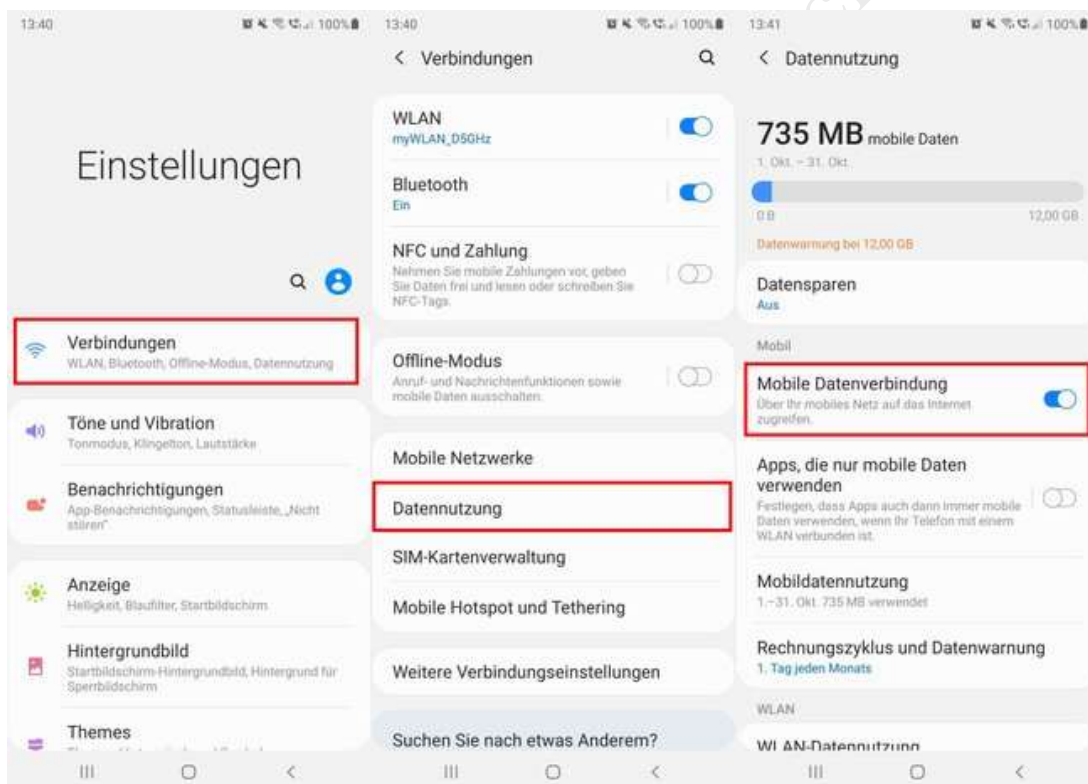 13:40
100%
Einstellungen
Verbindungen
WLAN, Bluetooth, Offline-Modus, Datennutzung
Töne und Vibration
Tonmodus, Klingelton, Lautstärke
Benachrichtigungen
App-Benachrichtigungen, Statusleiste, „Nicht
stören"
Anzeige
Helligkeit, Blaufilter, Startbildschirm
Hintergrundbild
Startbildschirm-Hintergrundbild, Hintergrund für
Sperrbildschirm
Themes
13:40
100%
Verbindungen
WLAN
myWLAN_D5GHz
Bluetooth
Ein
NFC und Zahlung
Nehmen Sie mobile Zahlungen vor, geben
Sie Daten frei und lesen oder schreiben Sie
NFC-Tags.
Offline-Modus
Anruf- und Nachrichtenfunktionen sowie
mobile Daten ausschalten.
Mobile Netzwerke
Datennutzung
SIM-Kartenverwaltung
Mobile Hotspot und Tethering
Weitere Verbindungseinstellungen
Suchen Sie nach etwas Anderem?
13:41
100%
Datennutzung
735 MB mobile Daten
1. Okt. – 31. Okt.
0 B
12,00 GB
Datenwarnung bei 12,00 GB
Datensparen
Aus
Mobil
Mobile Datenverbindung
Über Ihr mobiles Netz auf das Internet
zugreifen.
Apps, die nur mobile Daten
verwenden
Festlegen, dass Apps auch dann immer mobile
Daten verwenden, wenn Ihr Telefon mit einem
WLAN verbunden ist.
Mobildatennutzung
1.–31. Okt. 735 MB verwendet
Rechnungszyklus und Datenwarnung
1. Tag jeden Monats
WLAN
WLAN-Datennutzung